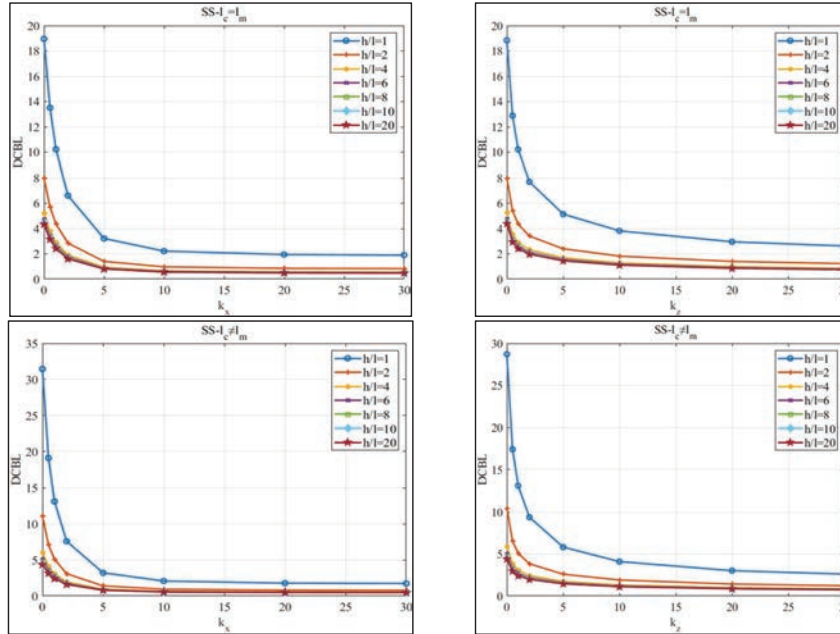 SS-l_c=l_m
20
18
16
14
12
10
8
6
4
2
0
DCBL
0 5 10 15 20 25 30
k_x
h/l=1
h/l=2
h/l=4
h/l=6
h/l=8
h/l=10
h/l=20
SS-l_c=l_m
20
18
16
14
12
10
8
6
4
2
0
DCBL
0 5 10 15 20 25 30
k_z
h/l=1
h/l=2
h/l=4
h/l=6
h/l=8
h/l=10
h/l=20
SS-l_c≠l_m
35
30
25
20
15
10
5
0
DCBL
0 5 10 15 20 25 30
k_x
h/l=1
h/l=2
h/l=4
h/l=6
h/l=8
h/l=10
h/l=20
SS-l_c≠l_m
30
25
20
15
10
5
0
DCBL
0 5 10 15 20 25 30
k_z
h/l=1
h/l=2
h/l=4
h/l=6
h/l=8
h/l=10
h/l=20